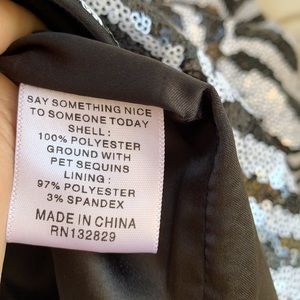 SAY SOMETHING NICE
TO SOMEONE TODAY
SHELL :
100% POLYESTER
GROUND WITH
PET SEQUINS
LINING :
97% POLYESTER
3% SPANDEX
MADE IN CHINA
RN132829